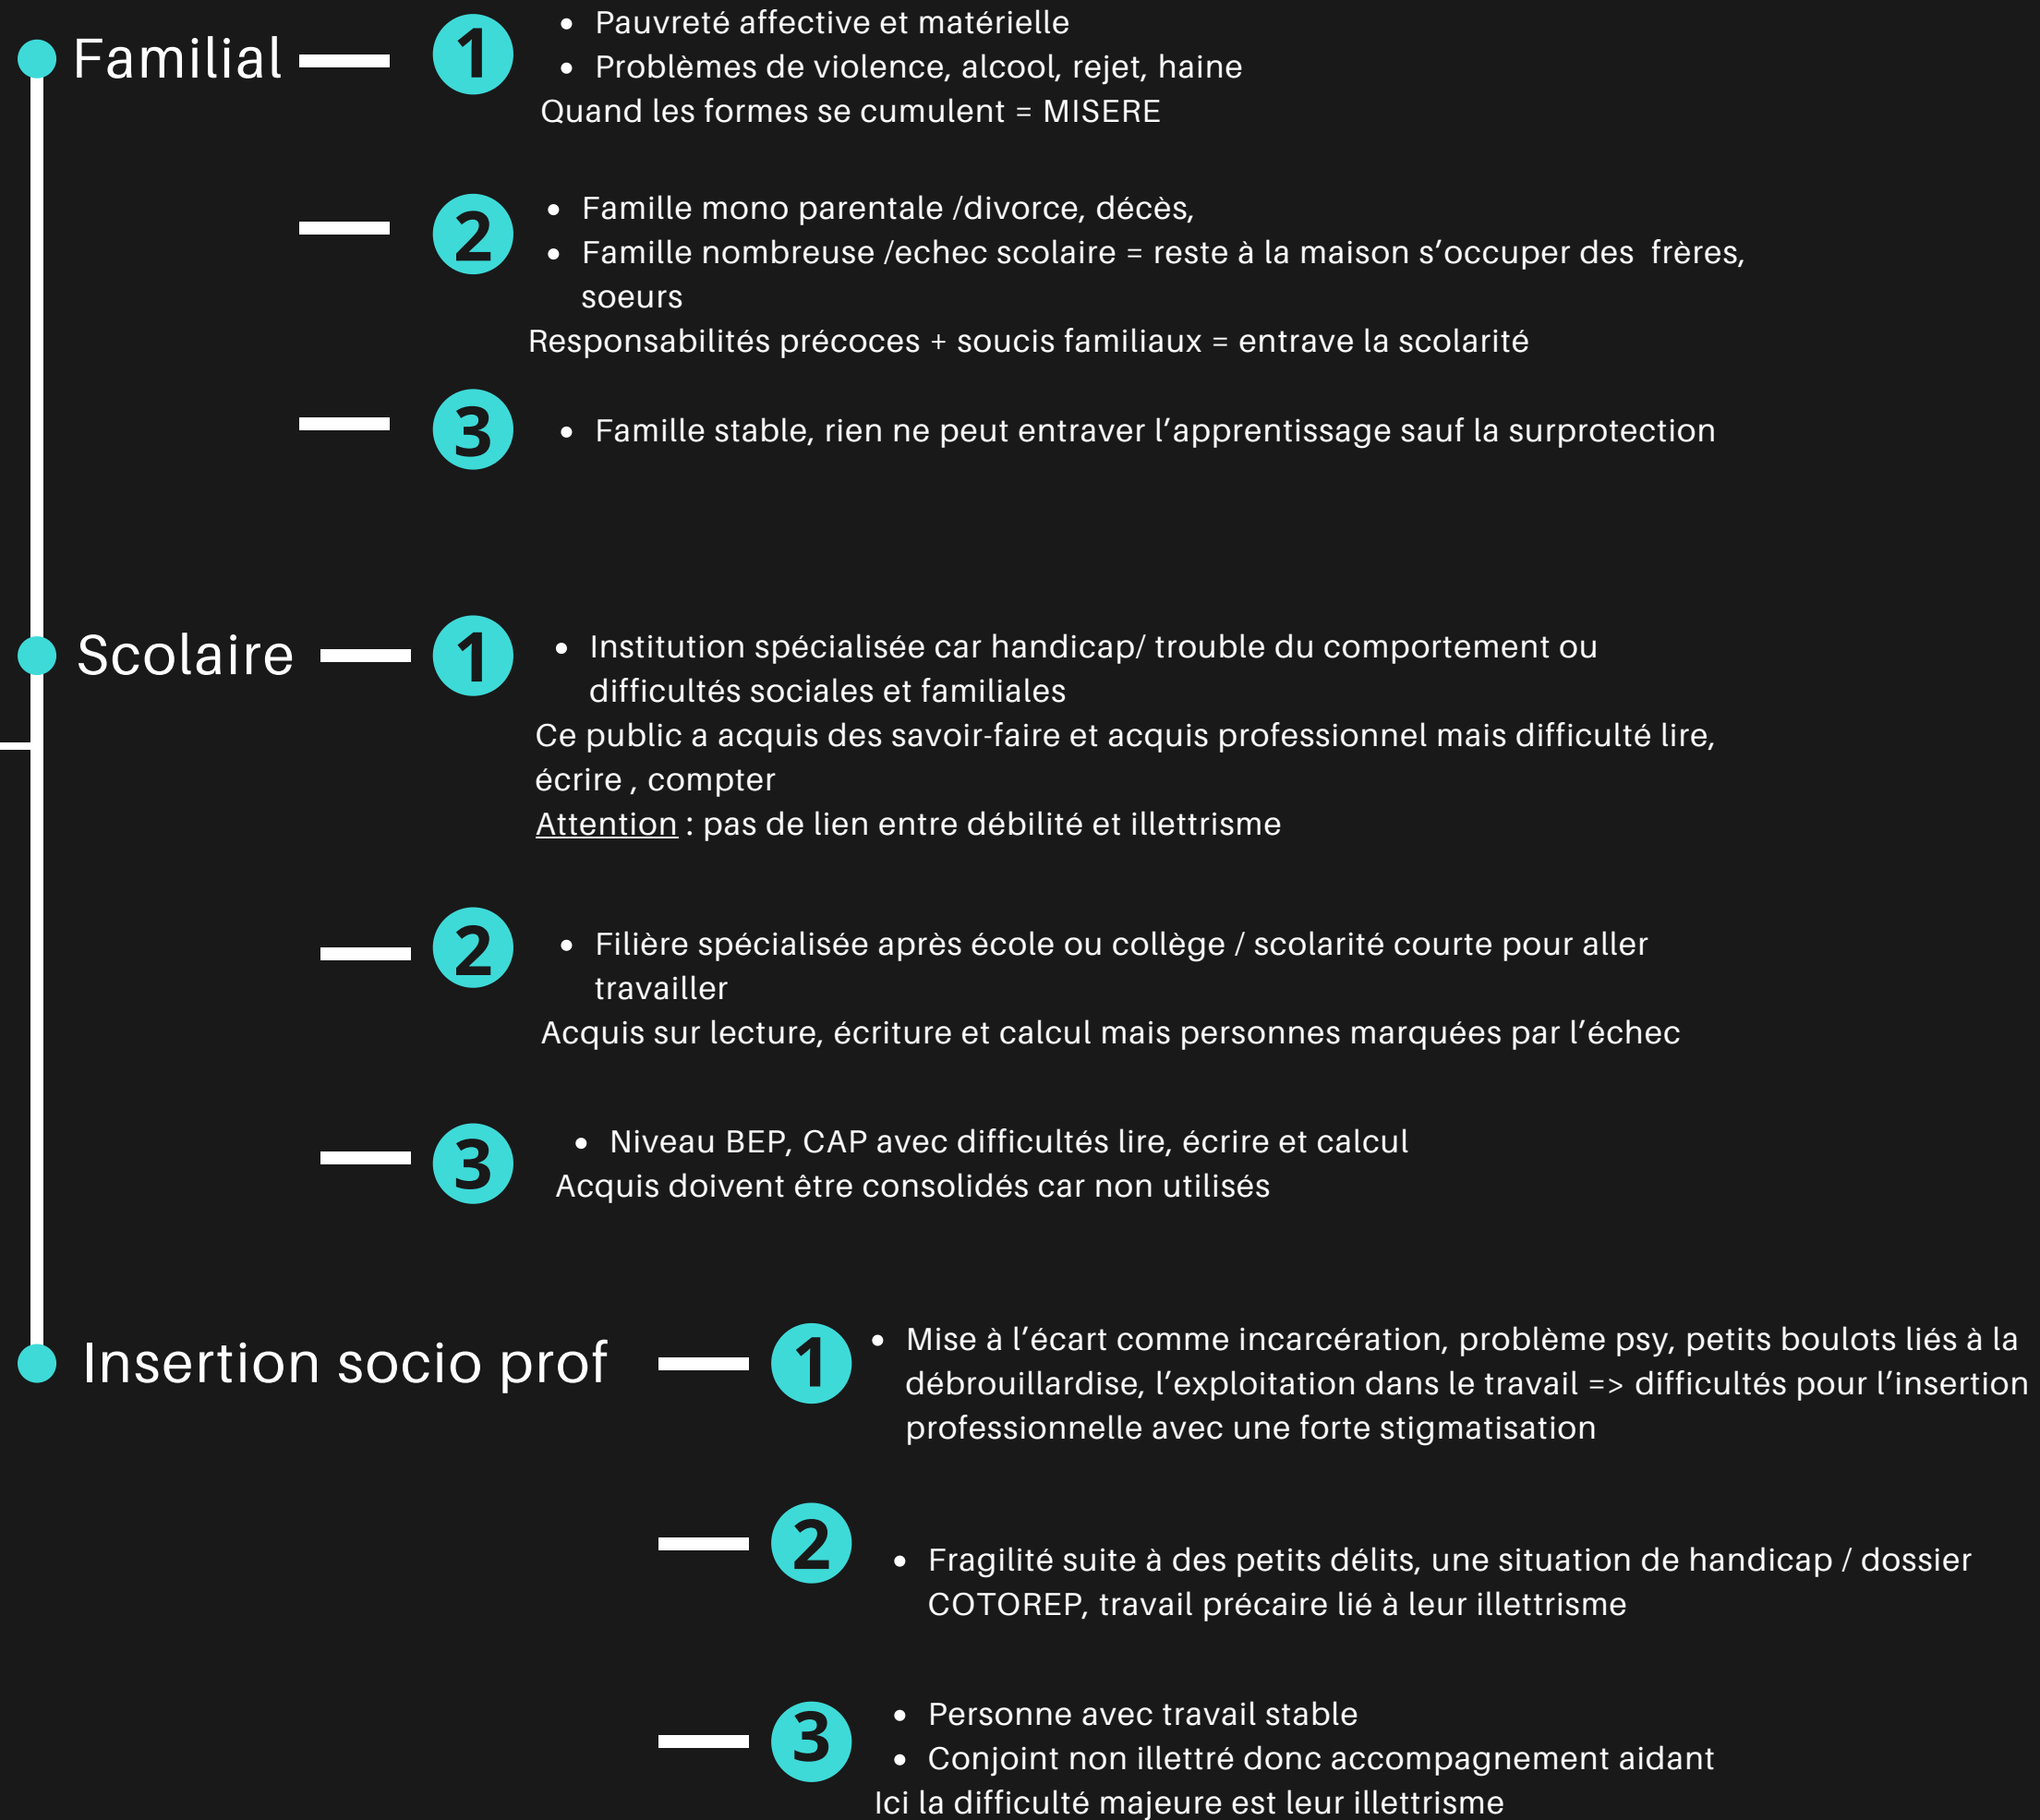 Familial
1
• Pauvreté affective et matérielle
• Problèmes de violence, alcool, rejet, haine
Quand les formes se cumulent = MISERE
2
• Famille mono parentale /divorce, décès,
• Famille nombreuse /echec scolaire = reste à la maison s’occuper des frères,
soeurs
Responsabilités précoces + soucis familiaux = entrave la scolarité
3
• Famille stable, rien ne peut entraver l’apprentissage sauf la surprotection
Scolaire
1
• Institution spécialisée car handicap/ trouble du comportement ou
difficultés sociales et familiales
Ce public a acquis des savoir-faire et acquis professionnel mais difficulté lire,
écrire , compter
Attention : pas de lien entre débilité et illettrisme
2
• Filière spécialisée après école ou collège / scolarité courte pour aller
travailler
Acquis sur lecture, écriture et calcul mais personnes marquées par l’échec
3
• Niveau BEP, CAP avec difficultés lire, écrire et calcul
Acquis doivent être consolidés car non utilisés
Insertion socio prof
1
• Mise à l’écart comme incarcération, problème psy, petits boulots liés à la
débrouillardise, l’exploitation dans le travail => difficultés pour l’insertion
professionnelle avec une forte stigmatisation
2
• Fragilité suite à des petits délits, une situation de handicap / dossier
COTOREP, travail précaire lié à leur illettrisme
3
• Personne avec travail stable
• Conjoint non illettré donc accompagnement aidant
Ici la difficulté majeure est leur illettrisme